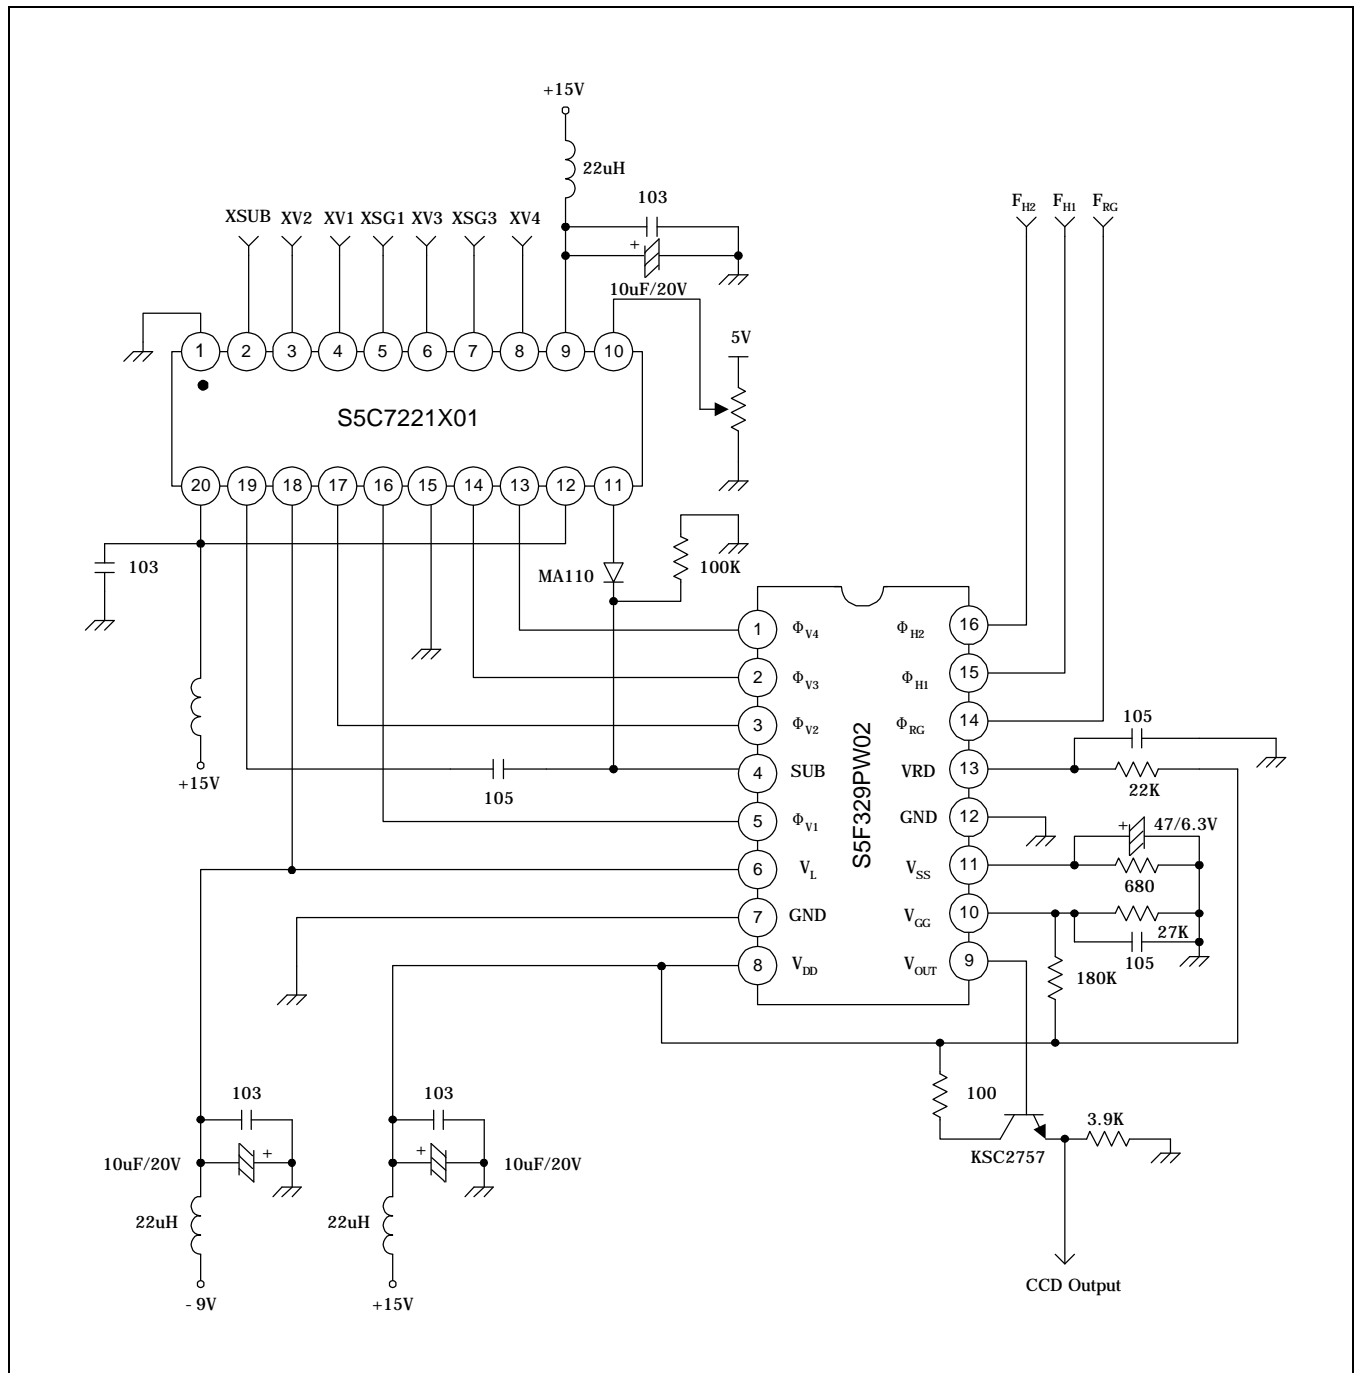 +15V
22uH
103
10uF/20V
XSUB XV2 XV1 XSG1 XV3 XSG3 XV4
F_H2 F_H1 F_RG
5V
1 2 3 4 5 6 7 8 9 10
S5C7221X01
20 19 18 17 16 15 14 13 12 11
103
+15V
MA110
100K
105
S5F329PW02
1 Φ_V4
2 Φ_V3
3 Φ_V2
4 SUB
5 Φ_V1
6 V_L
7 GND
8 V_DD
Φ_H2 16
Φ_H1 15
Φ_RG 14
VRD 13
GND 12
V_SS 11
V_GG 10
V_OUT 9
105
22K
+ 47/6.3V
680
27K
105
180K
100
KSC2757
3.9K
CCD Output
103
+
10uF/20V
22uH
- 9V
103
+
10uF/20V
22uH
+15V
+